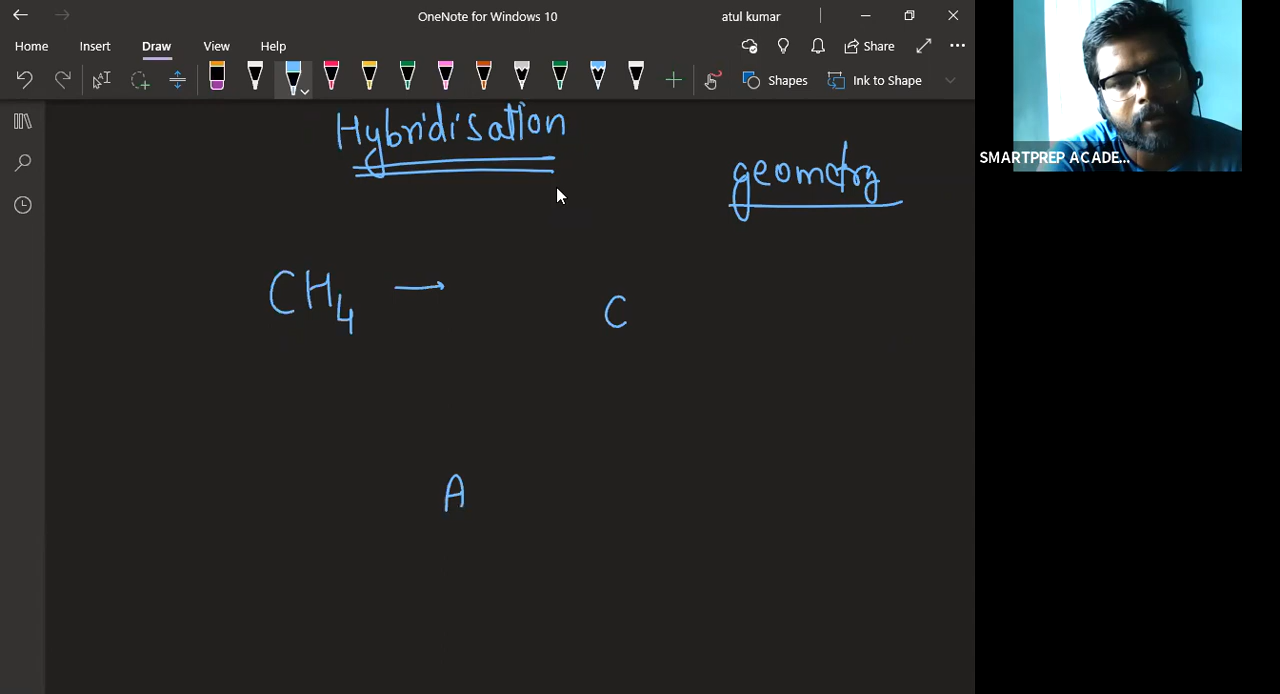 OneNote for Windows 10
atul kumar
Home Insert Draw View Help
Share
Shapes
Ink to Shape
SMARTPREP ACADE...
Hybridisation
geometry
CH4 →
C
A